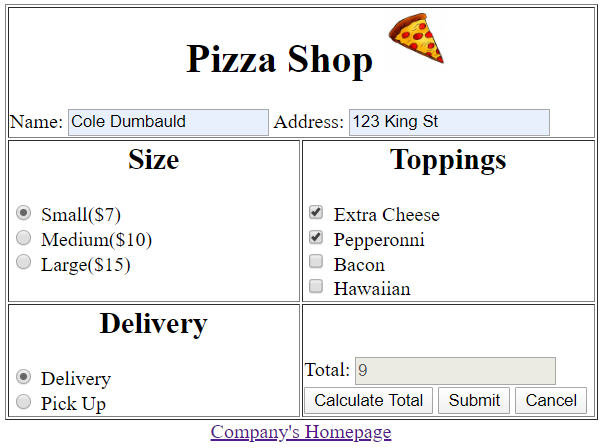 Pizza Shop
Name: Cole Dumbauld Address: 123 King St
Size
Small($7)
Medium($10)
Large($15)
Toppings
Extra Cheese
Pepperonni
Bacon
Hawaiian
Delivery
Delivery
Pick Up
Total: 9
Calculate Total Submit Cancel
Company's Homepage